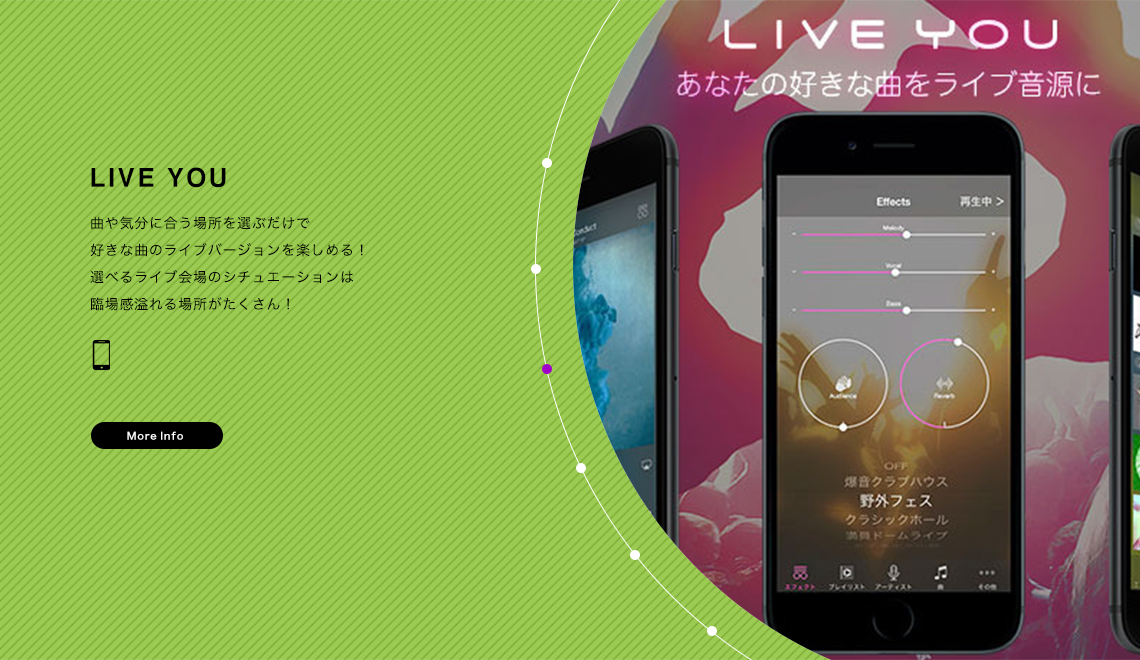 LIVE YOU
曲や気分に合う場所を選ぶだけで
好きな曲のライブバージョンを楽しめる！
選べるライブ会場のシチュエーションは
臨場感溢れる場所がたくさん！
More Info
LIVE YOU
あなたの好きな曲をライブ音源に
Effects
再生中 >
Melody
Vocal
Bass
Audience
Reverb
OFF
爆音クラブハウス
野外フェス
クラシックホール
満員ドームライブ
エフェクト
プレイリスト
アーティスト
曲
その他